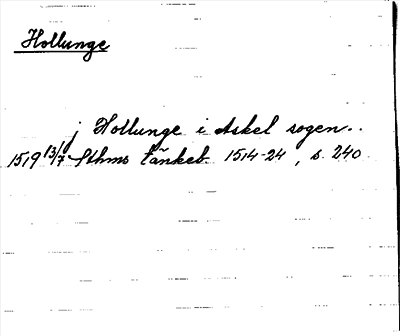 Hollunge
j Hollunge i Askel sogen..
1519 13/7 Sthms tänkeb. 1514-24, s. 240